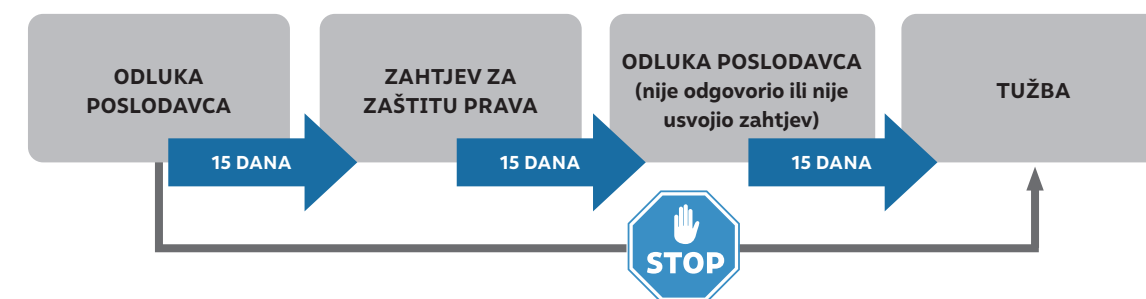 ODLUKA
POSLODAVCA
15 DANA
ZAHTJEV ZA
ZAŠTITU PRAVA
15 DANA
ODLUKA POSLODAVCA
(nije odgovorio ili nije
usvojio zahtjev)
15 DANA
TUŽBA
STOP